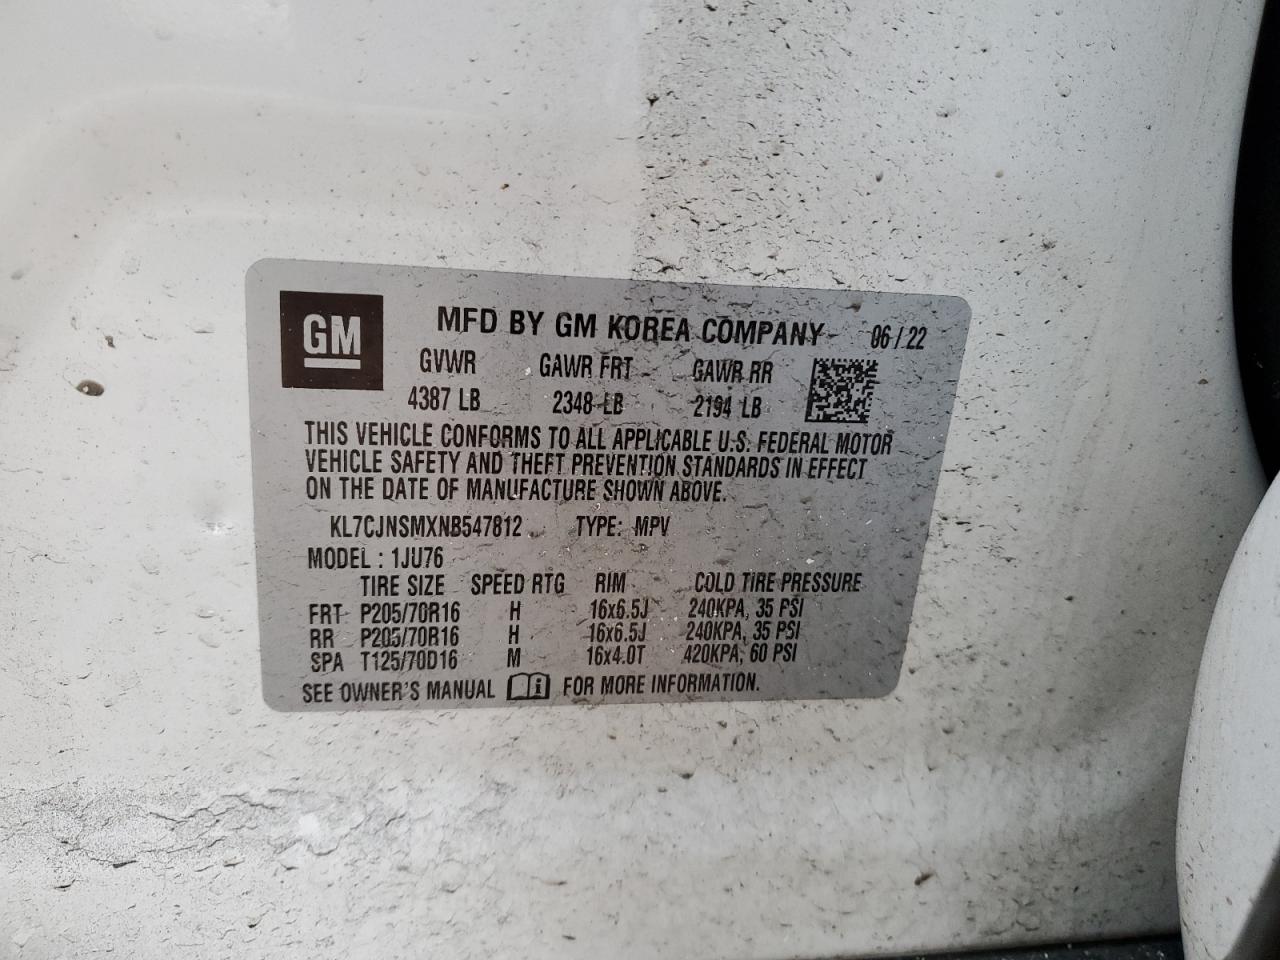 GM
MFD BY GM KOREA COMPANY 06/22
GVWR GAWR FRT GAWR RR
4387 LB 2348 LB 2194 LB
THIS VEHICLE CONFORMS TO ALL APPLICABLE U.S. FEDERAL MOTOR
VEHICLE SAFETY AND THEFT PREVENTION STANDARDS IN EFFECT
ON THE DATE OF MANUFACTURE SHOWN ABOVE.
KL7CJNSMXNB547812 TYPE: MPV
MODEL : 1JU76
TIRE SIZE SPEED RTG RIM COLD TIRE PRESSURE
FRT P205/70R16 H 16x6.5J 240KPA, 35 PSI
RR P205/70R16 H 16x6.5J 240KPA, 35 PSI
SPA T125/70D16 M 16x4.0T 420KPA, 60 PSI
SEE OWNER'S MANUAL i FOR MORE INFORMATION.